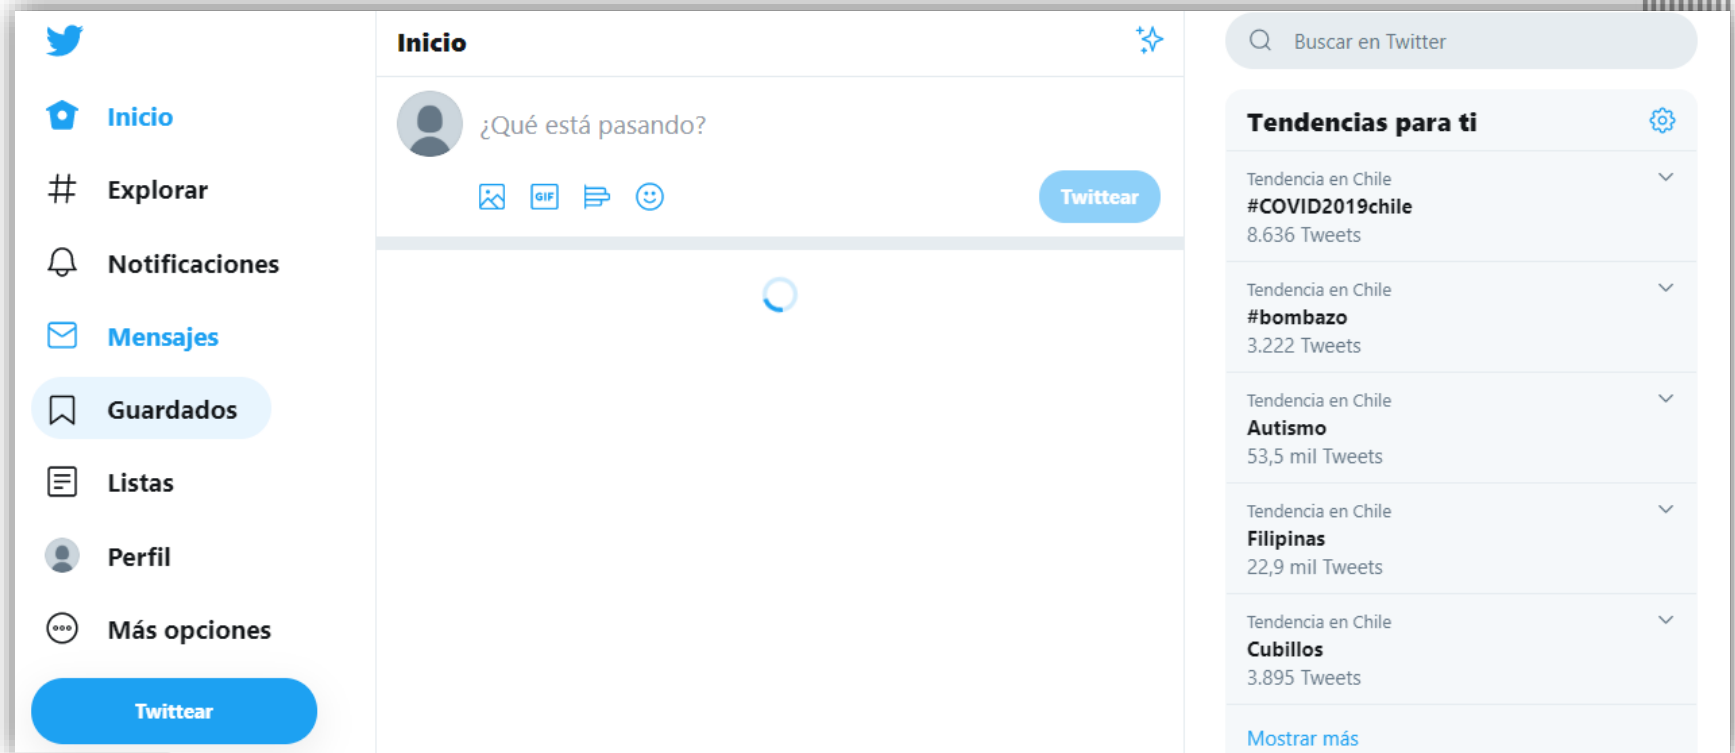 Inicio
Explorar
Notificaciones
Mensajes
Guardados
Listas
Perfil
Más opciones
Twittear
Inicio
¿Qué está pasando?
GIF
Twittear
Buscar en Twitter
Tendencias para ti
Tendencia en Chile
#COVID2019chile
8.636 Tweets
Tendencia en Chile
#bombazo
3.222 Tweets
Tendencia en Chile
Autismo
53,5 mil Tweets
Tendencia en Chile
Filipinas
22,9 mil Tweets
Tendencia en Chile
Cubillos
3.895 Tweets
Mostrar más